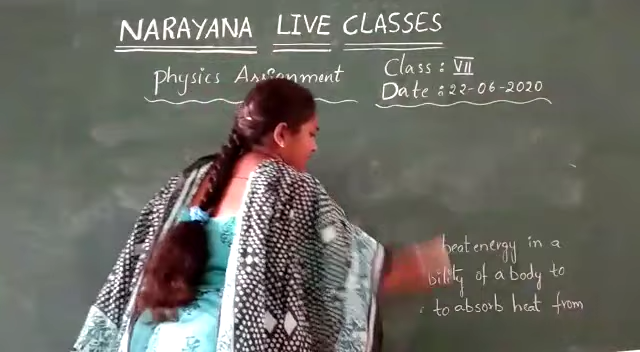 NARAYANA LIVE CLASSES
Physics Assignment
Class : VII
Date : 22-06-2020
heat energy in a
of a body to
to absorb heat from